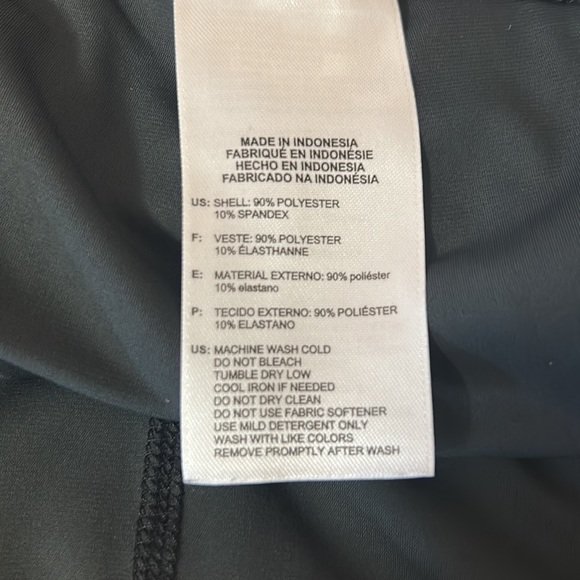 MADE IN INDONESIA
FABRIQUÉ EN INDONÉSIE
HECHO EN INDONESIA
FABRICADO NA INDONÉSIA
US: SHELL: 90% POLYESTER
10% SPANDEX
F: VESTE: 90% POLYESTER
10% ÉLASTHANNE
E: MATERIAL EXTERNO: 90% poliéster
10% elastano
P: TECIDO EXTERNO: 90% POLIÉSTER
10% ELASTANO
US: MACHINE WASH COLD
DO NOT BLEACH
TUMBLE DRY LOW
COOL IRON IF NEEDED
DO NOT DRY CLEAN
DO NOT USE FABRIC SOFTENER
USE MILD DETERGENT ONLY
WASH WITH LIKE COLORS
REMOVE PROMPTLY AFTER WASH